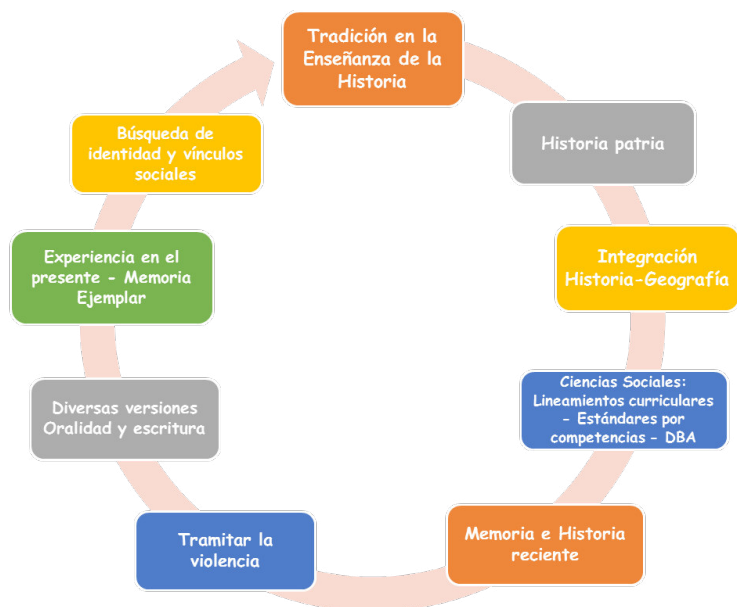 Tradición en la
Enseñanza de la
Historia
Historia patria
Integración
Historia-Geografía
Ciencias Sociales:
Lineamientos curriculares
- Estándares por
competencias - DBA
Memoria e Historia
reciente
Tramitar la
violencia
Diversas versiones
Oralidad y escritura
Experiencia en el
presente - Memoria
Ejemplar
Búsqueda de
identidad y vínculos
sociales